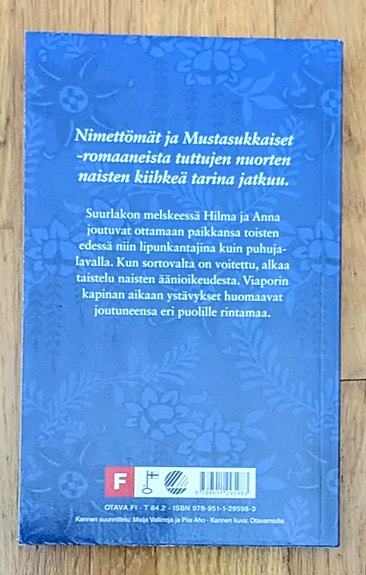 Nimettömät ja Mustasukkaiset
-romaaneista tuttujen nuorten
naisten kiihkeä tarina jatkuu.
Suurlakon melskeessä Hilma ja Anna
joutuvat ottamaan paikkansa toisten
edessä niin lipunkantajina kuin puhuja-
lavalla. Kun sortovalta on voitettu, alkaa
taistelu naisten äänioikeudesta. Viaporin
kapinan aikaan ystävykset huomaavat
joutuneensa eri puolille rintamaa.
F
9 789511 295983
OTAVA.FI - T 84.2 - ISBN 978-951-1-29598-3
Kannen suunnittelu: Maija Vallinoja ja Piia Aho - Kannen kuva: Otavamedia